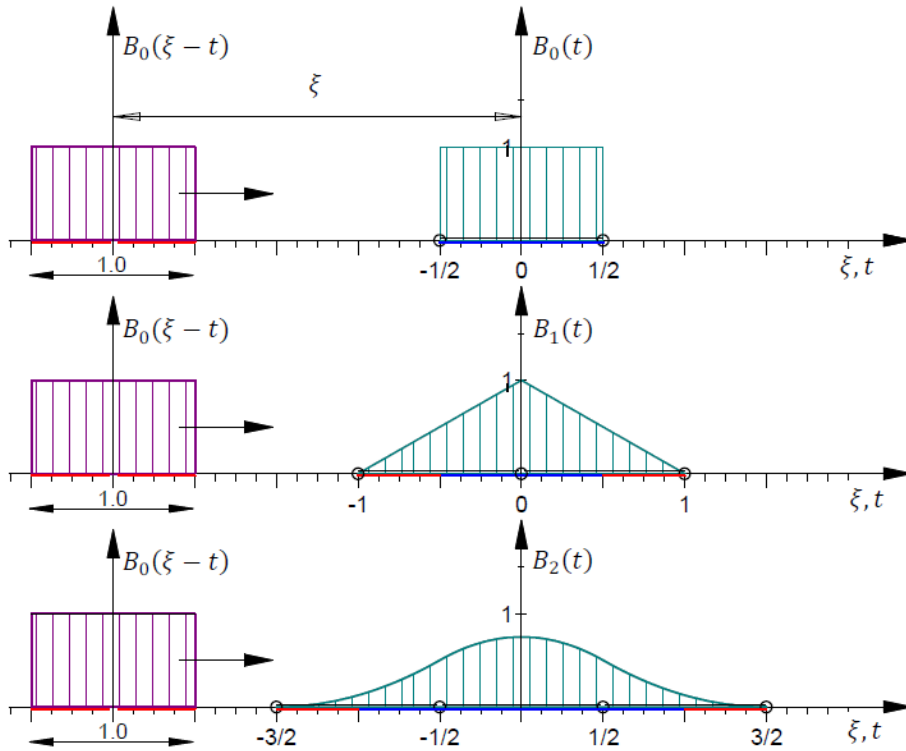 B₀(ξ − t) B₀(t)
ξ
1
-1/2 0 1/2
1.0 ξ, t
B₀(ξ − t) B₁(t)
1
-1 0 1
1.0 ξ, t
B₀(ξ − t) B₂(t)
1
-3/2 -1/2 1/2 3/2
1.0 ξ, t